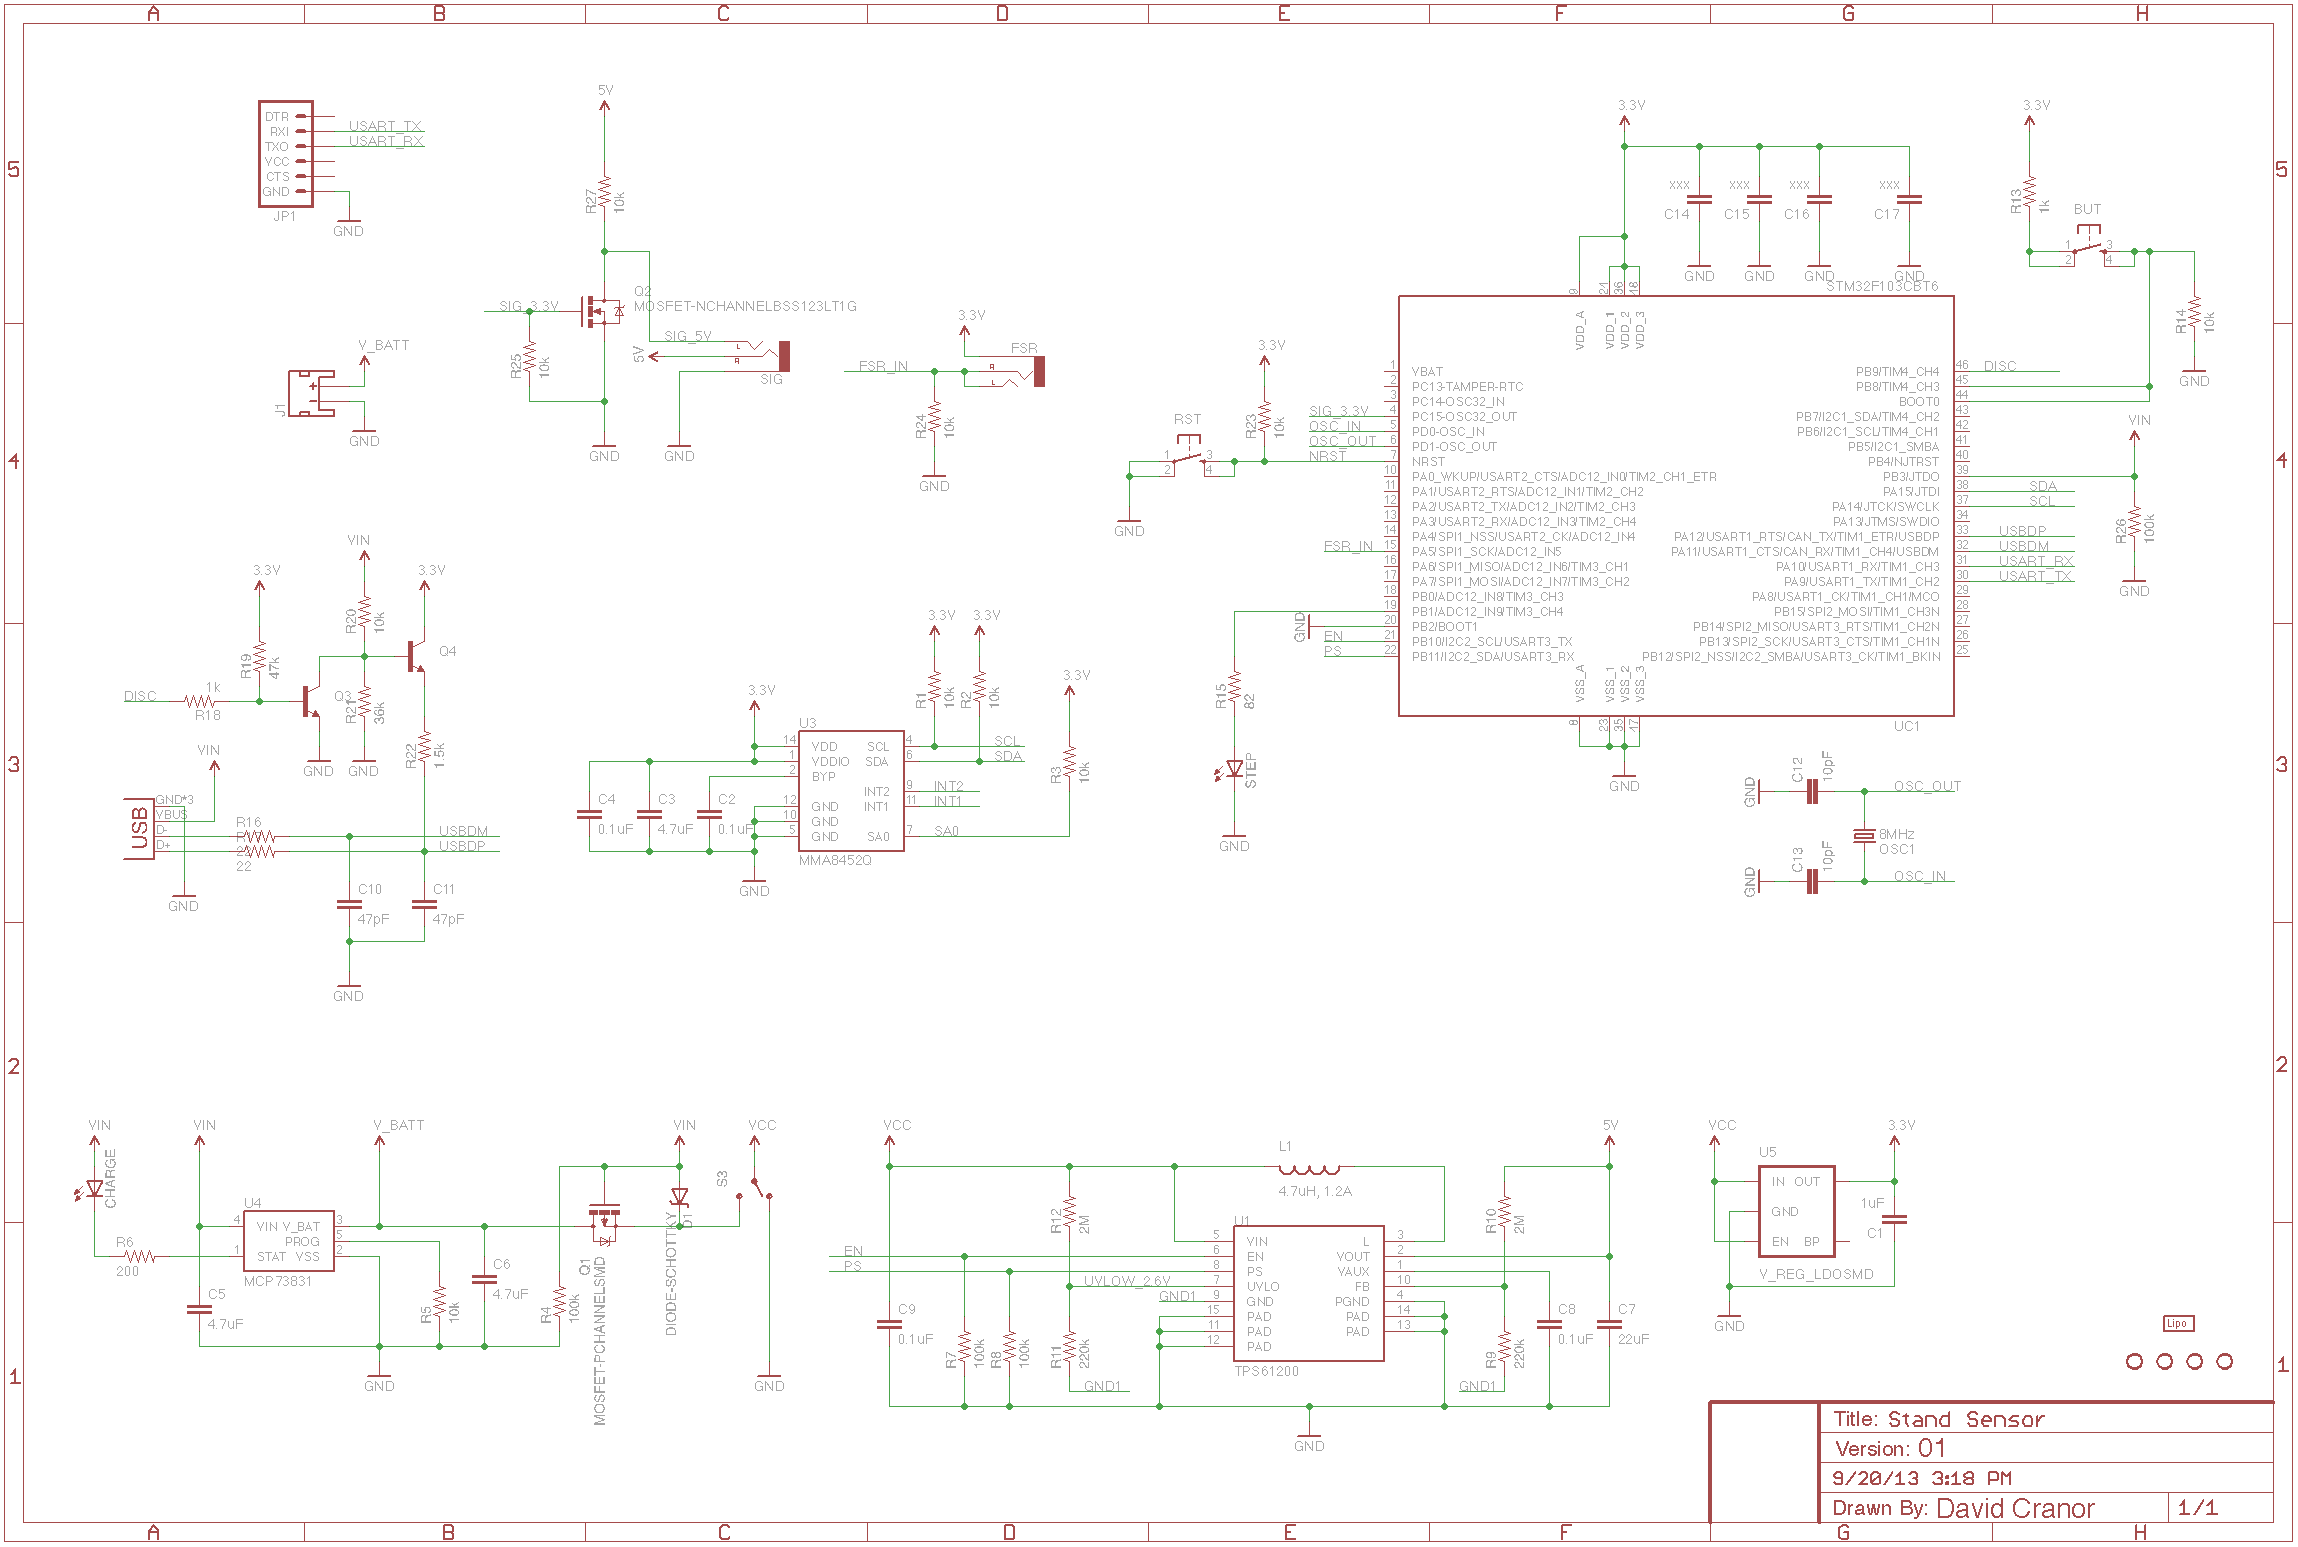 A B C D E F G H
5
DTR
RXI USART_TX
TXO USART_RX
VCC
CTS
GND
JP1
GND
5V
R27
10k
Q2
MOSFET-NCHANNELBSS123LT1G
SIG_3.3V
R25
10k
GND
SIG_5V
5V
L
R
SIG
GND
V_BATT
+
-
J1
GND
3.3V
FSR
FSR_IN
R
L
R24
10k
GND
3.3V
RST
1 3
2 4
R23
10k
GND
3.3V
xxx xxx xxx xxx
C14 C15 C16 C17
GND GND GND GND
STM32F103CBT6
9 21 36 48
VDD_A VDD_1 VDD_2 VDD_3
1 VBAT
2 PC13-TAMPER-RTC
3 PC14-OSC32_IN
SIG_3.3V 4 PC15-OSC32_OUT
OSC_IN 5 PD0-OSC_IN
OSC_OUT 6 PD1-OSC_OUT
NRST 7 NRST
10 PA0_WKUP/USART2_CTS/ADC12_IN0/TIM2_CH1_ETR
11 PA1/USART2_RTS/ADC12_IN1/TIM2_CH2
12 PA2/USART2_TX/ADC12_IN2/TIM2_CH3
13 PA3/USART2_RX/ADC12_IN3/TIM2_CH4
14 PA4/SPI1_NSS/USART2_CK/ADC12_IN4
FSR_IN 15 PA5/SPI1_SCK/ADC12_IN5
16 PA6/SPI1_MISO/ADC12_IN6/TIM3_CH1
17 PA7/SPI1_MOSI/ADC12_IN7/TIM3_CH2
18 PB0/ADC12_IN8/TIM3_CH3
19 PB1/ADC12_IN9/TIM3_CH4
GND 20 PB2/BOOT1
EN 21 PB10/I2C2_SCL/USART3_TX
PS 22 PB11/I2C2_SDA/USART3_RX
PB9/TIM4_CH4 46 DISC
PB8/TIM4_CH3 45
BOOT0 44
PB7/I2C1_SDA/TIM4_CH2 43
PB6/I2C1_SCL/TIM4_CH1 42
PB5/I2C1_SMBA 41
PB4/NJTRST 40
PB3/JTDO 39
PA15/JTDI 38 SDA
PA14/JTCK/SWCLK 37 SCL
PA13/JTMS/SWDIO 34
PA12/USART1_RTS/CAN_TX/TIM1_ETR/USBDP 33 USBDP
PA11/USART1_CTS/CAN_RX/TIM1_CH4/USBDM 32 USBDM
PA10/USART1_RX/TIM1_CH3 31 USART_RX
PA9/USART1_TX/TIM1_CH2 30 USART_TX
PA8/USART1_CK/TIM1_CH1/MCO 29
PB15/SPI2_MOSI/TIM1_CH3N 28
PB14/SPI2_MISO/USART3_RTS/TIM1_CH2N 27
PB13/SPI2_SCK/USART3_CTS/TIM1_CH1N 26
PB12/SPI2_NSS/I2C2_SMBA/USART3_CK/TIM1_BKIN 25
VSS_A VSS_1 VSS_2 VSS_3
8 23 35 47
UC1
GND
3.3V
R13
1k
BUT
1 3
2 4
R14
10k
GND
VIN
R26
100k
GND
5
4
4
R15
82
STEP
GND
3.3V
R19
47k
DISC
1k
R18
Q3
GND
VIN
R20
10k
R21
36k
GND
3.3V
Q4
R22
1.5k
VIN
USB
GND*3
VBUS
D-
D+
R16
22
GND
USBDM
USBDP
C10
47pF
C11
47pF
GND
3.3V
U3
14 VDD SCL 4 SCL
1 VDDIO SDA 6 SDA
2 BYP
INT2 9 INT2
12 GND INT1 11 INT1
10 GND
5 GND SA0 7 SA0
MMA8452Q
C4
0.1uF
C3
4.7uF
C2
0.1uF
GND
3.3V 3.3V
R1
10k
R2
10k
3.3V
R3
10k
GND
C12
10pF
OSC_OUT
8MHz
OSC1
GND
C13
10pF
OSC_IN
3
3
2
2
VIN
CHARGE
R6
200
VIN
U4
4 VIN V_BAT 3
PROG 5
1 STAT VSS 2
MCP73831
C5
4.7uF
V_BATT
R5
10k
C6
4.7uF
R4
100k
GND
Q1
MOSFET-PCHANNELSMD
VIN
D1
DIODE-SCHOTTKY
VCC
S3
GND
VCC
EN
PS
C9
0.1uF
R7
100k
R8
100k
R12
2M
UVLOW_2.6V
R11
220k
GND1
GND1
L1
4.7uH, 1.2A
U1
5 VIN L 3
6 EN VOUT 2
8 PS VAUX 1
7 UVLO FB 10
9 GND PGND 4
15 PAD PAD 14
11 PAD PAD 13
12 PAD
TPS61200
GND
R10
2M
R9
220k
GND1
C8
0.1uF
5V
C7
22uF
VCC
U5
IN OUT
GND
EN BP
V_REG_LDOSMD
GND
3.3V
1uF
C1
Lipo
1
1
Title: Stand Sensor
Version: 01
9/20/13 3:18 PM
Drawn By: David Cranor 1/1
A B C D E F G H